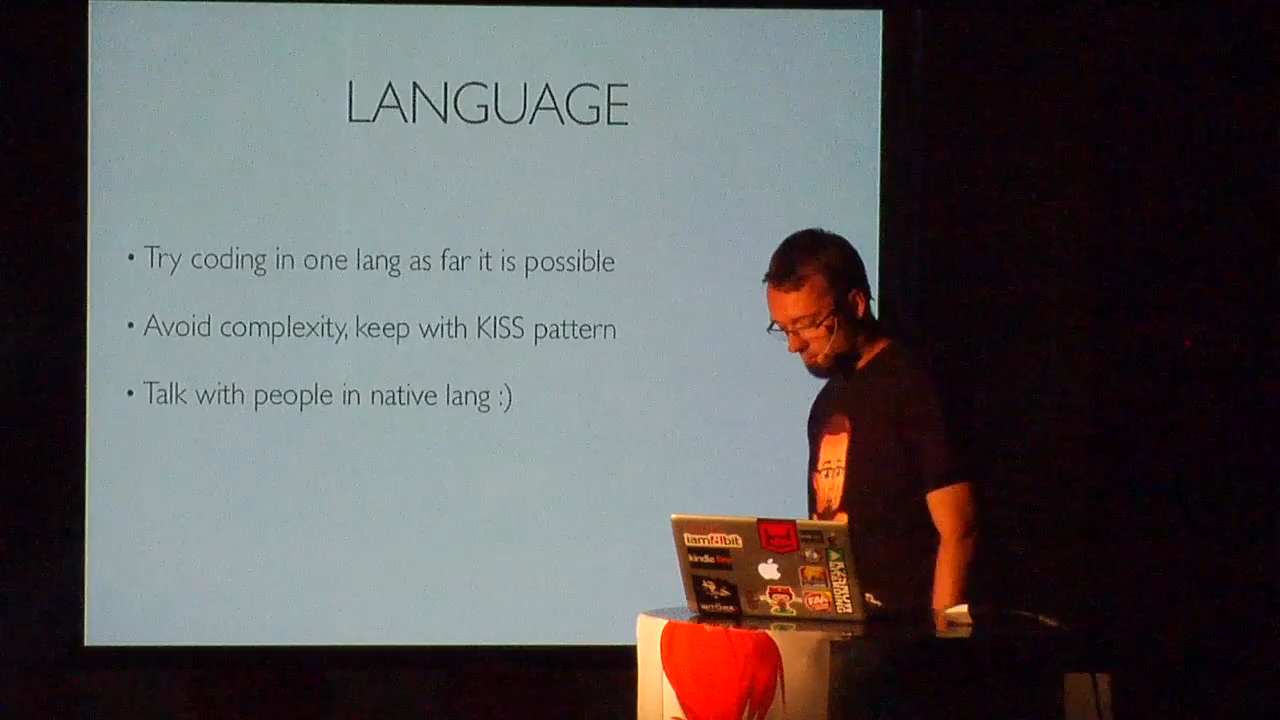 LANGUAGE
• Try coding in one lang as far it is possible
• Avoid complexity, keep with KISS pattern
• Talk with people in native lang :)
iam8bit
kindle fire